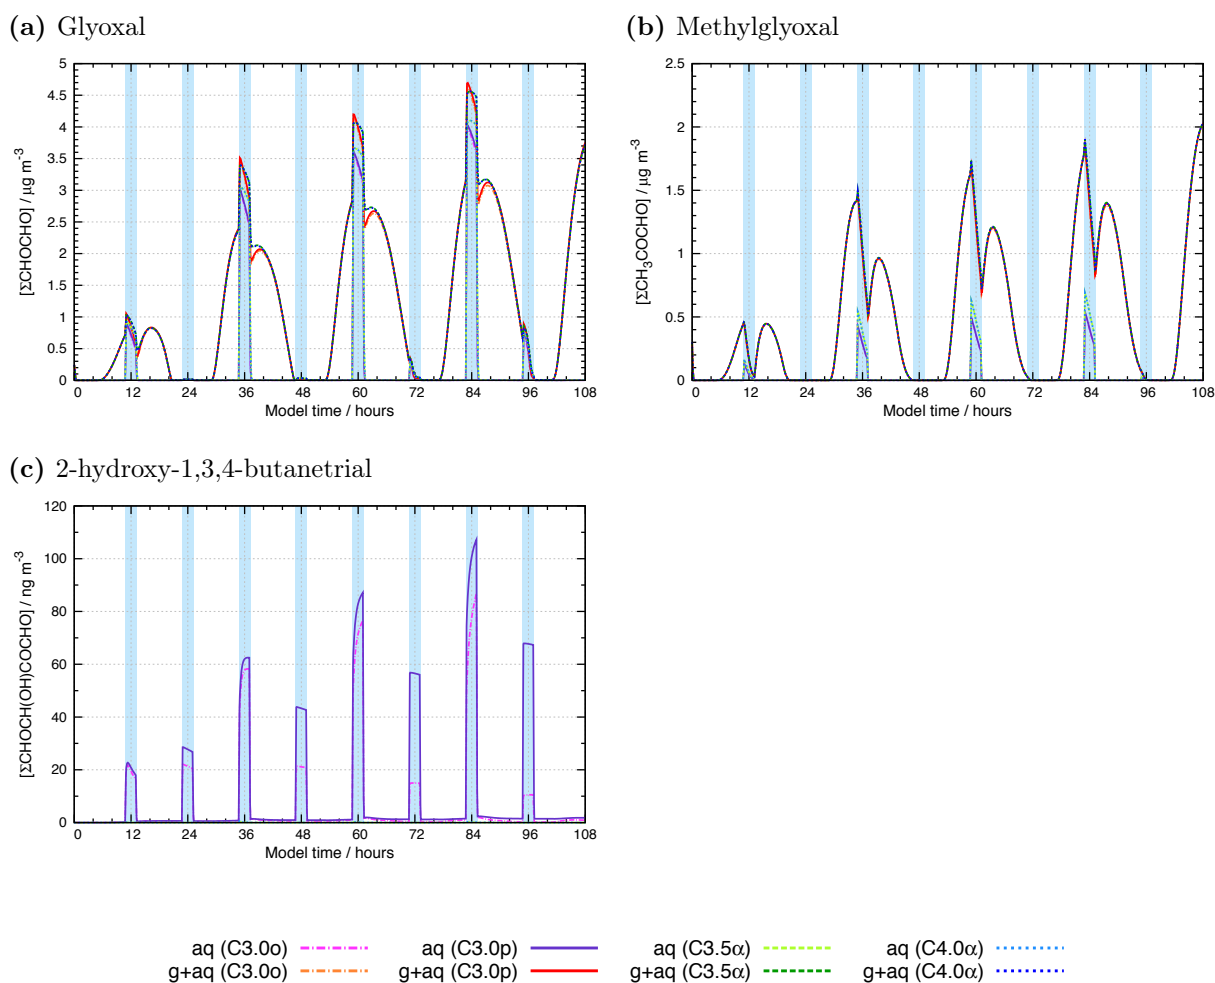 (a) Glyoxal
[ΣCHOCHO] / µg m-3
5
4.5
4
3.5
3
2.5
2
1.5
1
0.5
0
0 12 24 36 48 60 72 84 96 108
Model time / hours
(b) Methylglyoxal
[ΣCH3COCHO] / µg m-3
2.5
2
1.5
1
0.5
0
0 12 24 36 48 60 72 84 96 108
Model time / hours
(c) 2-hydroxy-1,3,4-butanetrial
[ΣCHOCH(OH)COCHO] / ng m-3
120
100
80
60
40
20
0
0 12 24 36 48 60 72 84 96 108
Model time / hours
aq (C3.0o) aq (C3.0p) aq (C3.5α) aq (C4.0α)
g+aq (C3.0o) g+aq (C3.0p) g+aq (C3.5α) g+aq (C4.0α)